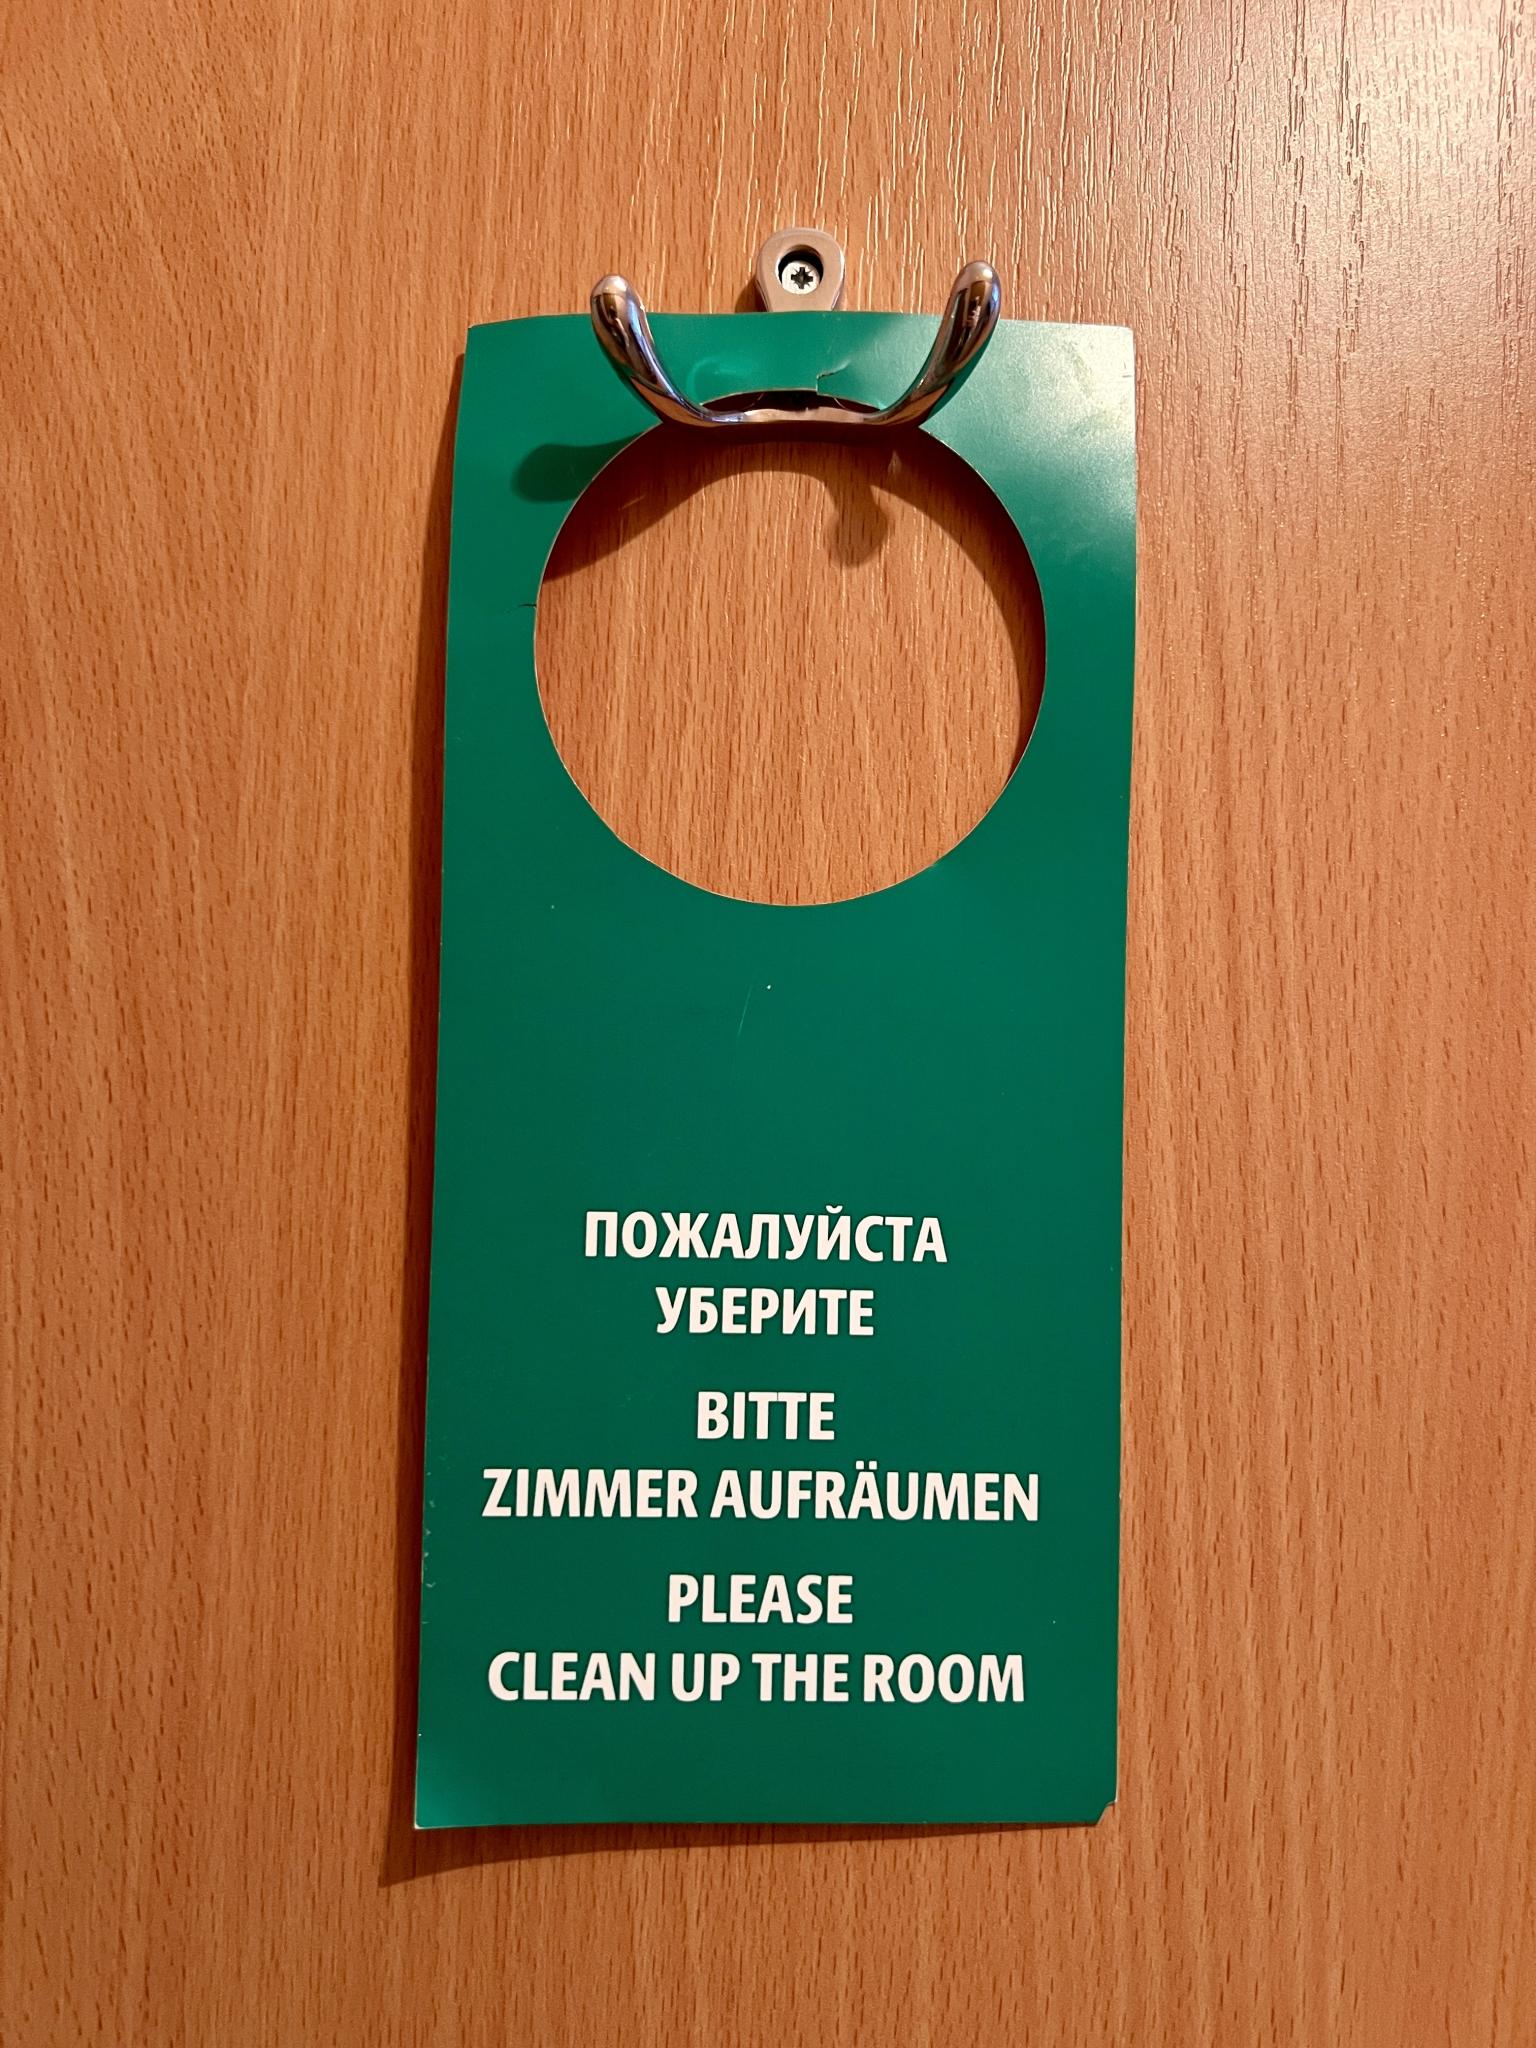 ПОЖАЛУЙСТА
УБЕРИТЕ
BITTE
ZIMMER AUFRÄUMEN
PLEASE
CLEAN UP THE ROOM